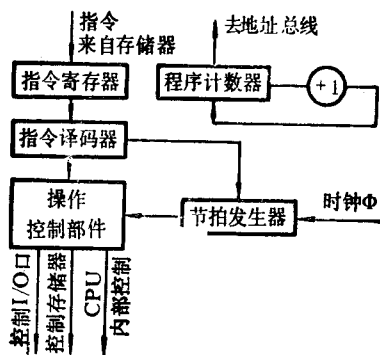 指令
来自存储器
去地址总线
指令寄存器
程序计数器
+1
指令译码器
操作
控制部件
节拍发生器
时钟Φ
控制I/O口
控制存储器
CPU
内部控制